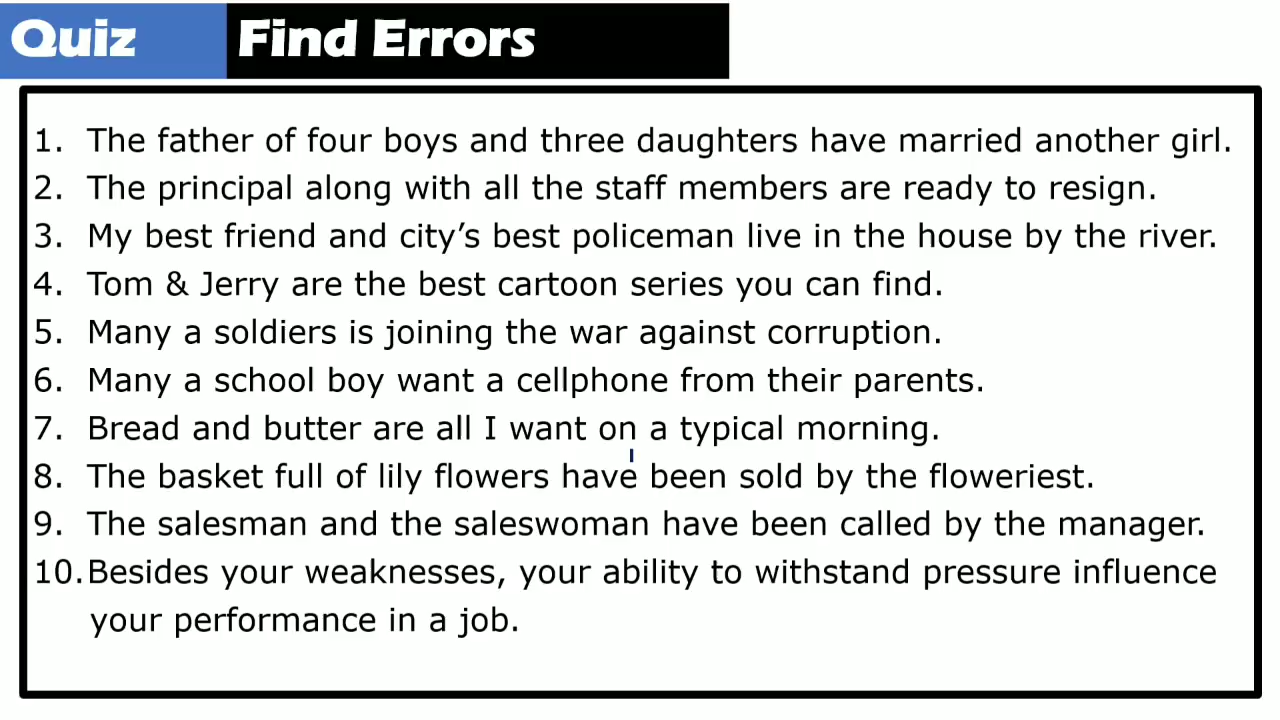 Quiz Find Errors
1. The father of four boys and three daughters have married another girl.
2. The principal along with all the staff members are ready to resign.
3. My best friend and city’s best policeman live in the house by the river.
4. Tom & Jerry are the best cartoon series you can find.
5. Many a soldiers is joining the war against corruption.
6. Many a school boy want a cellphone from their parents.
7. Bread and butter are all I want on a typical morning.
8. The basket full of lily flowers have been sold by the floweriest.
9. The salesman and the saleswoman have been called by the manager.
10. Besides your weaknesses, your ability to withstand pressure influence
your performance in a job.